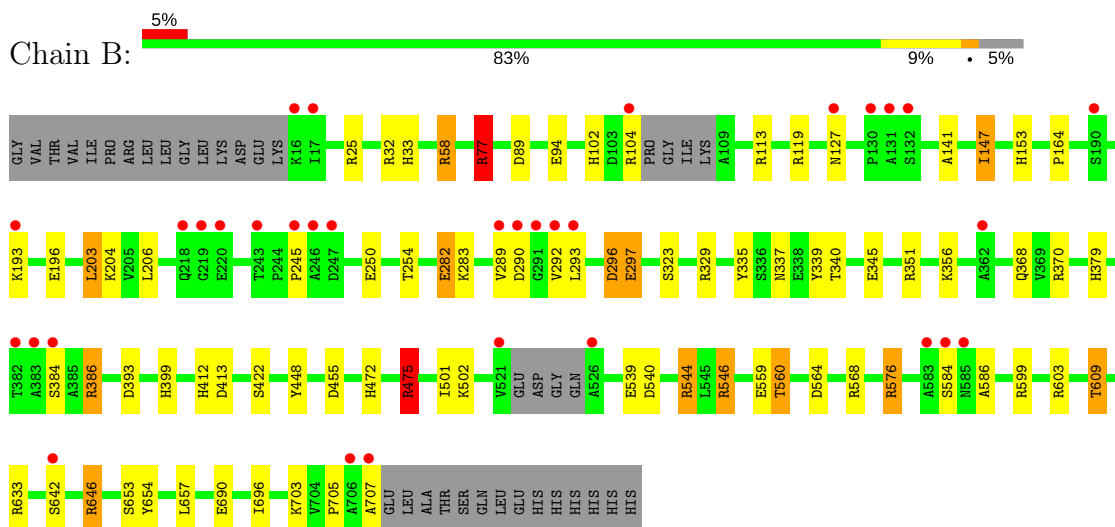 5%
Chain B:
83% 9% • 5%
GLY VAL THR VAL ILE PRO ARG LEU LEU GLY LEU LYS ASP GLU LYS K16 I17 R25 R32 H33 R58 R77 D89 E94 H102 D103 R104 PRO GLY ILE LYS A109 R113 R119 N127 P130 A131 S132 A141 I147 H153 P164 S190
K193 E196 L203 K204 V205 L206 Q218 G219 E220 T243 P244 P245 A246 D247 E250 T254 E282 K283 V289 D290 G291 V292 L293 D296 E297 S323 R329 Y335 S336 N337 E338 Y339 T340 E345 R351 K356 A362 Q368 V369 R370 H379
T382 A383 S384 A385 R386 D393 H399 H412 D413 S422 Y448 D455 H472 R475 I501 K502 V521 GLU ASP GLY GLN A526 E539 D540 R544 L545 R546 E559 T560 D564 R568 R576 A583 S584 N585 A586 R599 R603 T609
R633 S642 R646 S653 Y654 L657 E690 I696 K703 V704 P705 A706 A707 GLU LEU ALA THR SER GLN LEU GLU HIS HIS HIS HIS HIS HIS